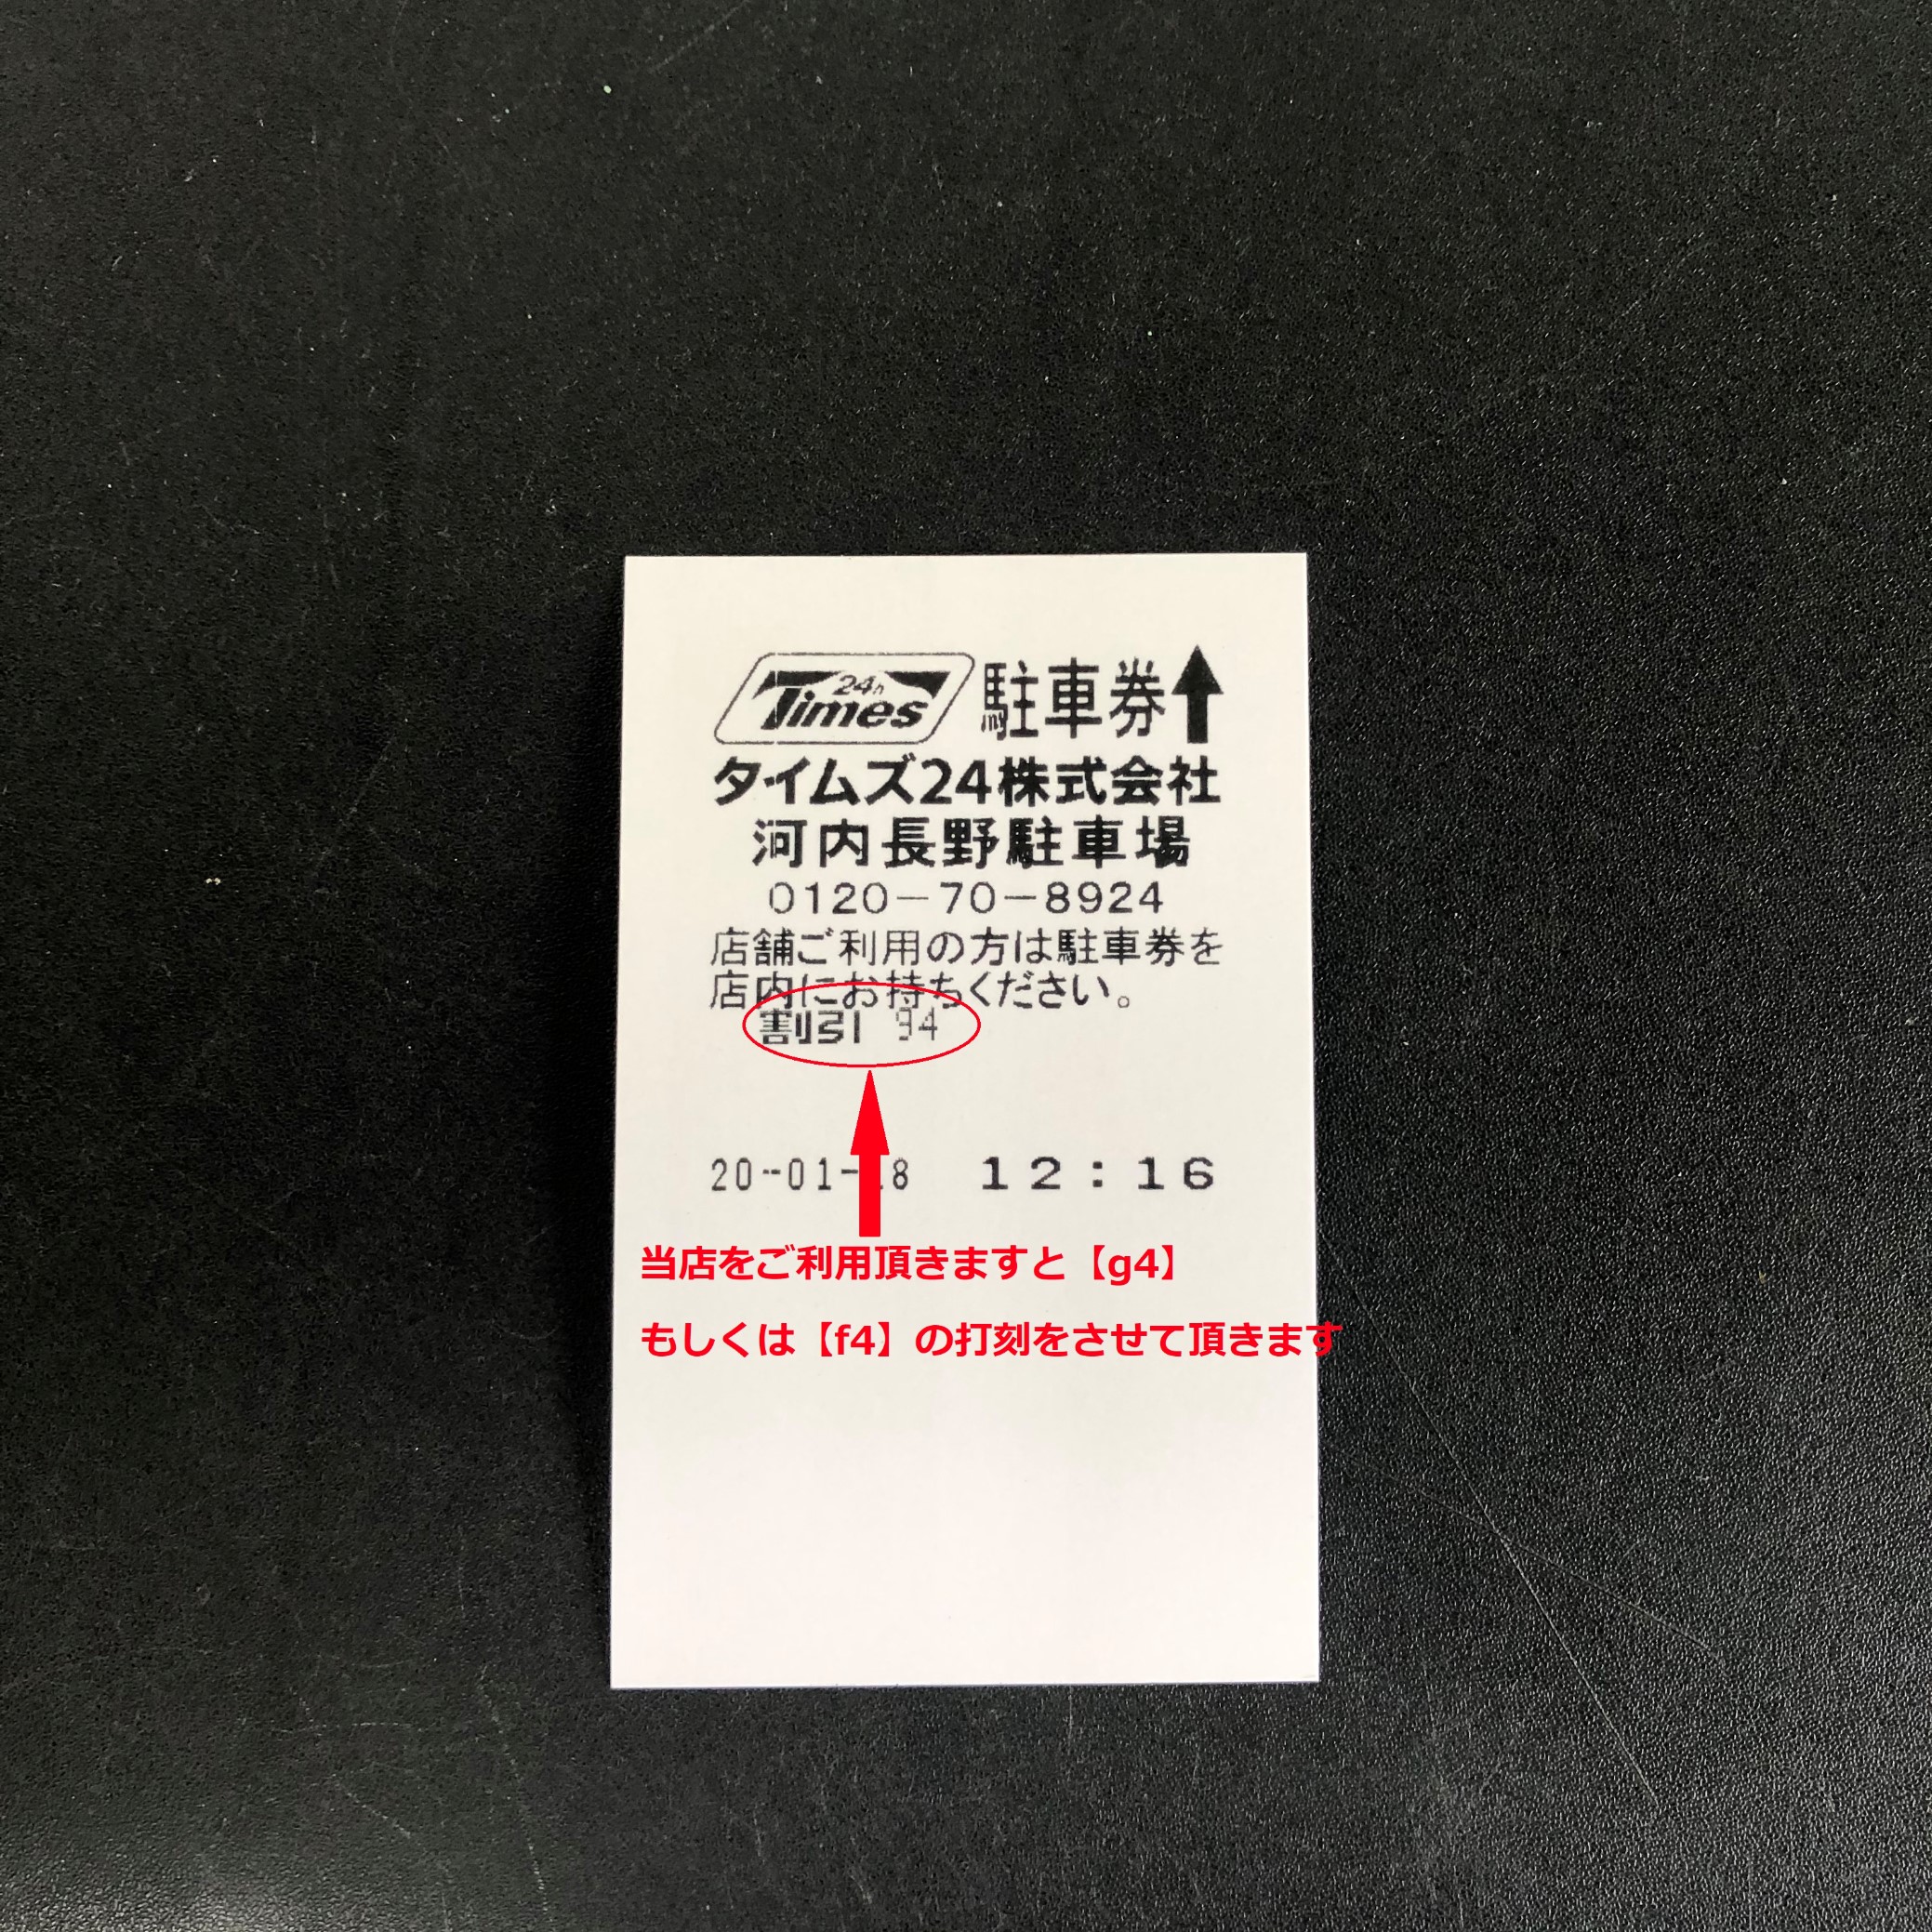 24h Times 駐車券
タイムズ24株式会社
河内長野駐車場
0120-70-8924
店舗ご利用の方は駐車券を
店内にお持ちください。
割引 g4
20-01-  12:16
当店をご利用頂きますと【g4】
もしくは【f4】の打刻をさせて頂きます